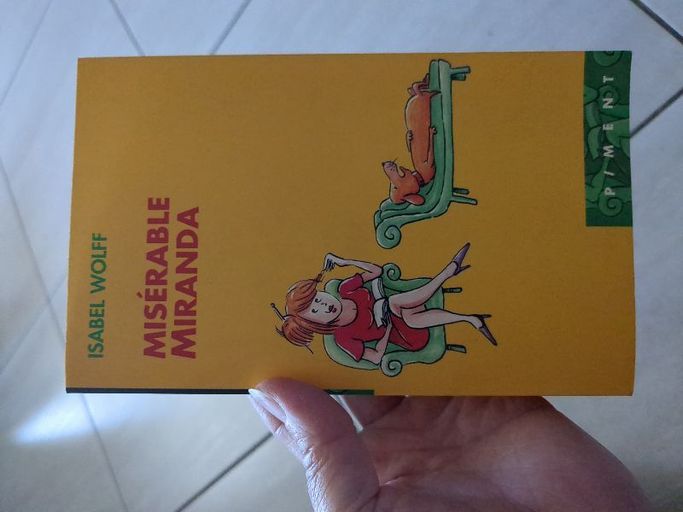 ISABEL WOLFF
MISÉRABLE
MIRANDA
PIMENT